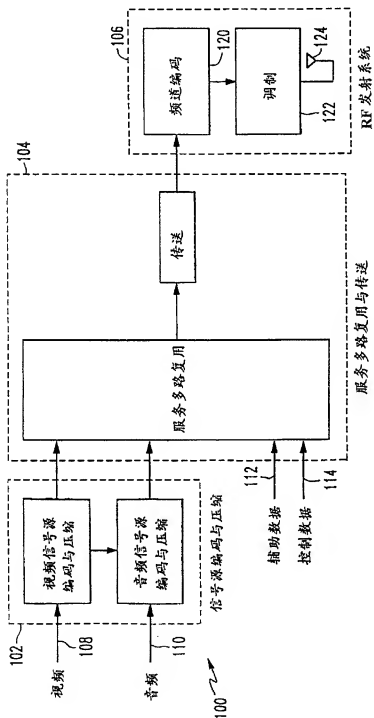 100
视频
108
音频
110
102
视频信号源
编码与压缩
音频信号源
编码与压缩
信号源编码与压缩
辅助数据
112
控制数据
114
104
服务多路复用
传送
服务多路复用与传送
106
频道编码
120
调制
122
124
RF 发射系统